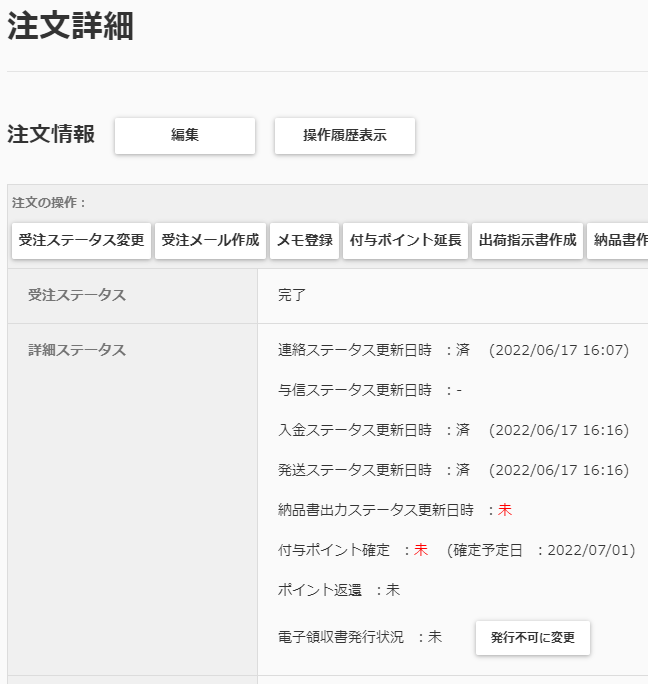 注文詳細
注文情報 編集 操作履歴表示
注文の操作：
受注ステータス変更 受注メール作成 メモ登録 付与ポイント延長 出荷指示書作成 納品書作
受注ステータス 完了
詳細ステータス 連絡ステータス更新日時 ：済 (2022/06/17 16:07)
与信ステータス更新日時 ：-
入金ステータス更新日時 ：済 (2022/06/17 16:16)
発送ステータス更新日時 ：済 (2022/06/17 16:16)
納品書出力ステータス更新日時 ：未
付与ポイント確定 ：未 (確定予定日 ：2022/07/01)
ポイント返還 ：未
電子領収書発行状況 ：未 発行不可に変更